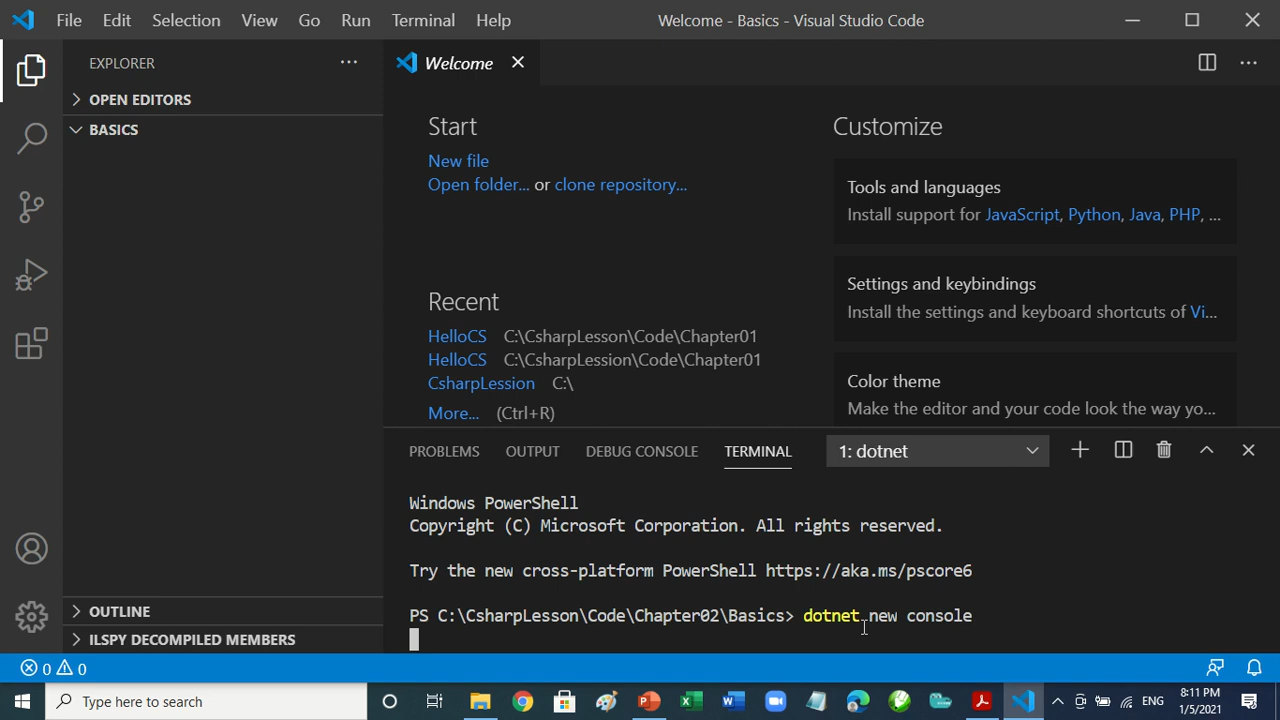 File Edit Selection View Go Run Terminal Help Welcome - Basics - Visual Studio Code
EXPLORER
OPEN EDITORS
BASICS
OUTLINE
ILSPY DECOMPILED MEMBERS
Welcome
Start
New file
Open folder... or clone repository...
Recent
HelloCS C:\CsharpLesson\Code\Chapter01
HelloCS C:\CsharpLession\Code\Chapter01
CsharpLession C:\
More... (Ctrl+R)
Customize
Tools and languages
Install support for JavaScript, Python, Java, PHP, ...
Settings and keybindings
Install the settings and keyboard shortcuts of Vi...
Color theme
Make the editor and your code look the way yo...
PROBLEMS OUTPUT DEBUG CONSOLE TERMINAL 1: dotnet
Windows PowerShell
Copyright (C) Microsoft Corporation. All rights reserved.
Try the new cross-platform PowerShell https://aka.ms/pscore6
PS C:\CsharpLesson\Code\Chapter02\Basics> dotnet new console
0 0
Type here to search
ENG
8:11 PM
1/5/2021